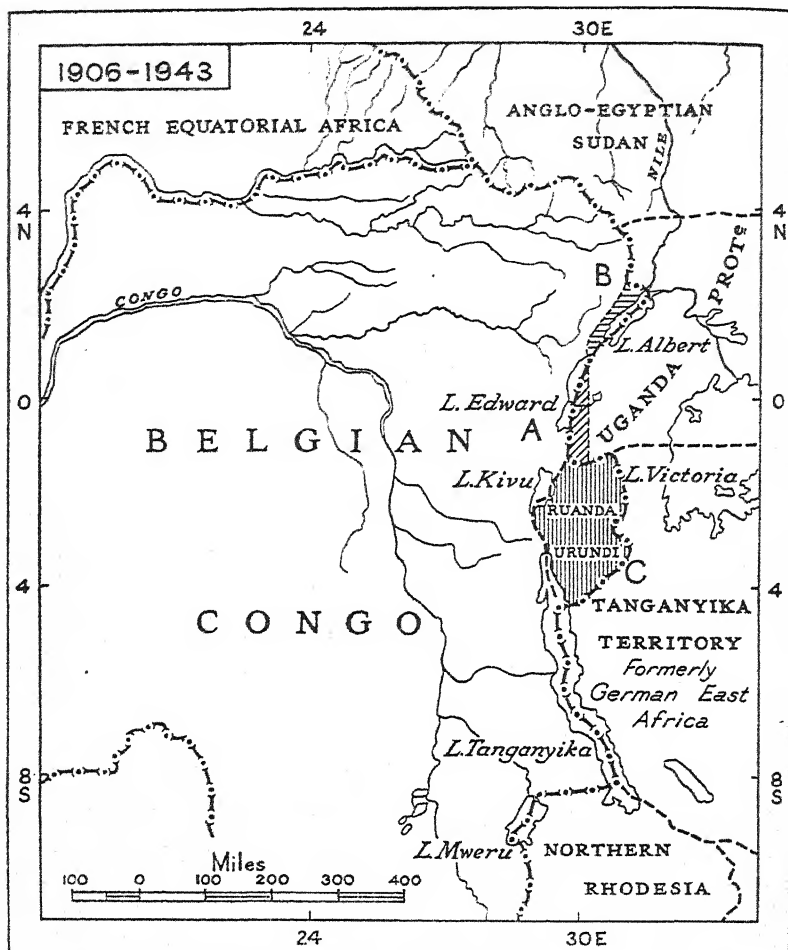 24
30E
1906-1943
FRENCH EQUATORIAL AFRICA
ANGLO-EGYPTIAN
SUDAN
NILE
4
N
4
N
B
PROTE
CONGO
L. Albert
UGANDA
0
0
L. Edward
A
BELGIAN
L. Kivu
L. Victoria
RUANDA
URUNDI
C
4
4
TANGANYIKA
CONGO
TERRITORY
Formerly
German East
Africa
L. Tanganyika
8
S
8
S
Miles
L. Mweru
NORTHERN
100 0 100 200 300 400
RHODESIA
24
30E